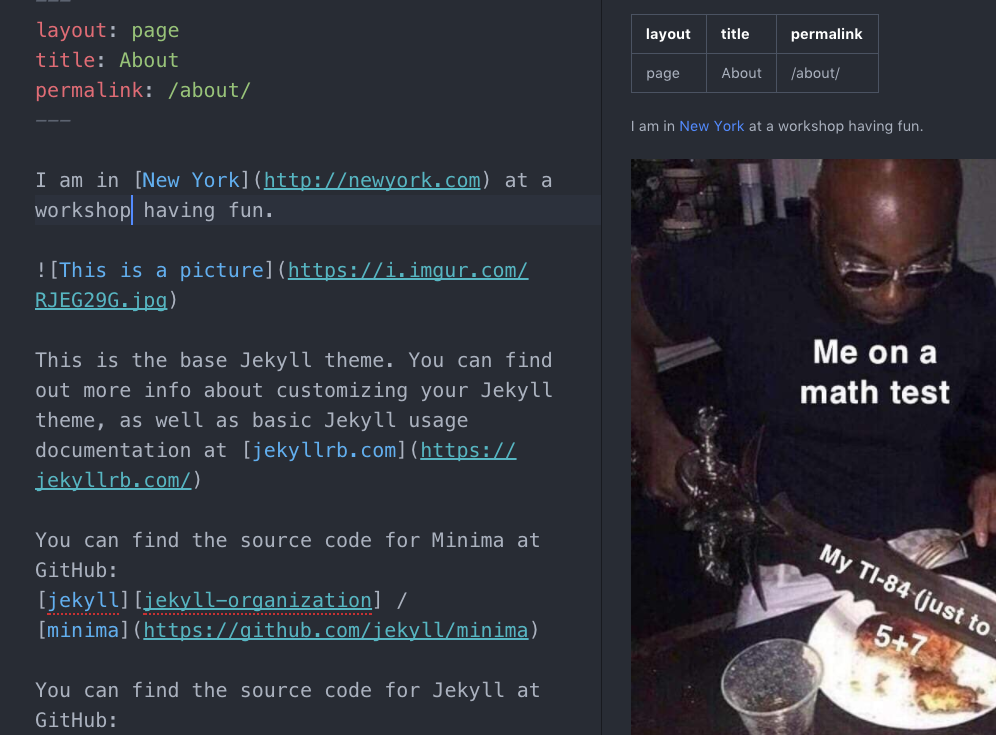 ---
layout: page
title: About
permalink: /about/
---
I am in [New York](http://newyork.com) at a
workshop having fun.
![This is a picture](https://i.imgur.com/
RJEG29G.jpg)
This is the base Jekyll theme. You can find
out more info about customizing your Jekyll
theme, as well as basic Jekyll usage
documentation at [jekyllrb.com](https://
jekyllrb.com/)
You can find the source code for Minima at
GitHub:
[jekyll][jekyll-organization] /
[minima](https://github.com/jekyll/minima)
You can find the source code for Jekyll at
GitHub:
layout title permalink
page About /about/
I am in New York at a workshop having fun.
Me on a
math test
My TI-84 (just to
5+7